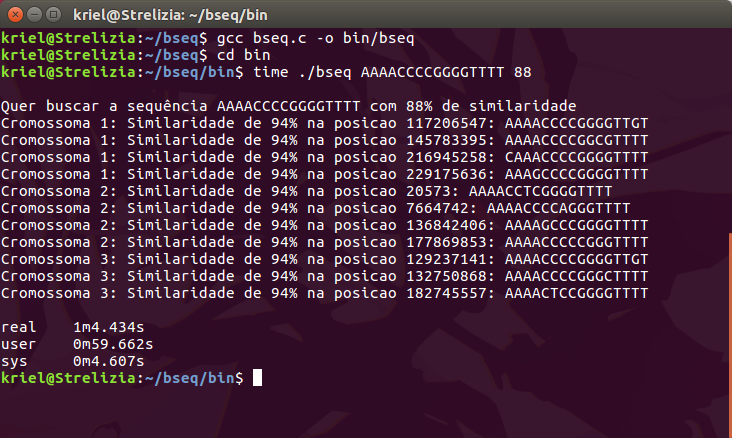 kriel@Strelizia: ~/bseq/bin
kriel@Strelizia:~/bseq$ gcc bseq.c -o bin/bseq
kriel@Strelizia:~/bseq$ cd bin
kriel@Strelizia:~/bseq/bin$ time ./bseq AAAACCCCGGGGTTTT 88
Quer buscar a sequência AAAACCCCGGGGTTTT com 88% de similaridade
Cromossoma 1: Similaridade de 94% na posicao 117206547: AAAACCCCGGGGTTGT
Cromossoma 1: Similaridade de 94% na posicao 145783395: AAAACCCCGGCGTTTT
Cromossoma 1: Similaridade de 94% na posicao 216945258: CAAACCCCGGGGTTTT
Cromossoma 1: Similaridade de 94% na posicao 229175636: AAAGCCCCGGGGTTTT
Cromossoma 2: Similaridade de 94% na posicao 20573: AAAACCTCGGGGTTTT
Cromossoma 2: Similaridade de 94% na posicao 7664742: AAAACCCCAGGGTTTT
Cromossoma 2: Similaridade de 94% na posicao 136842406: AAAAGCCCGGGGTTTT
Cromossoma 2: Similaridade de 94% na posicao 177869853: AAAACCCCCGGGTTTT
Cromossoma 3: Similaridade de 94% na posicao 129237141: AAAACCCCGGGGTTGT
Cromossoma 3: Similaridade de 94% na posicao 132750868: AAAACCCCGGGCTTTT
Cromossoma 3: Similaridade de 94% na posicao 182745557: AAAACTCCGGGGTTTT
real 1m4.434s
user 0m59.662s
sys 0m4.607s
kriel@Strelizia:~/bseq/bin$